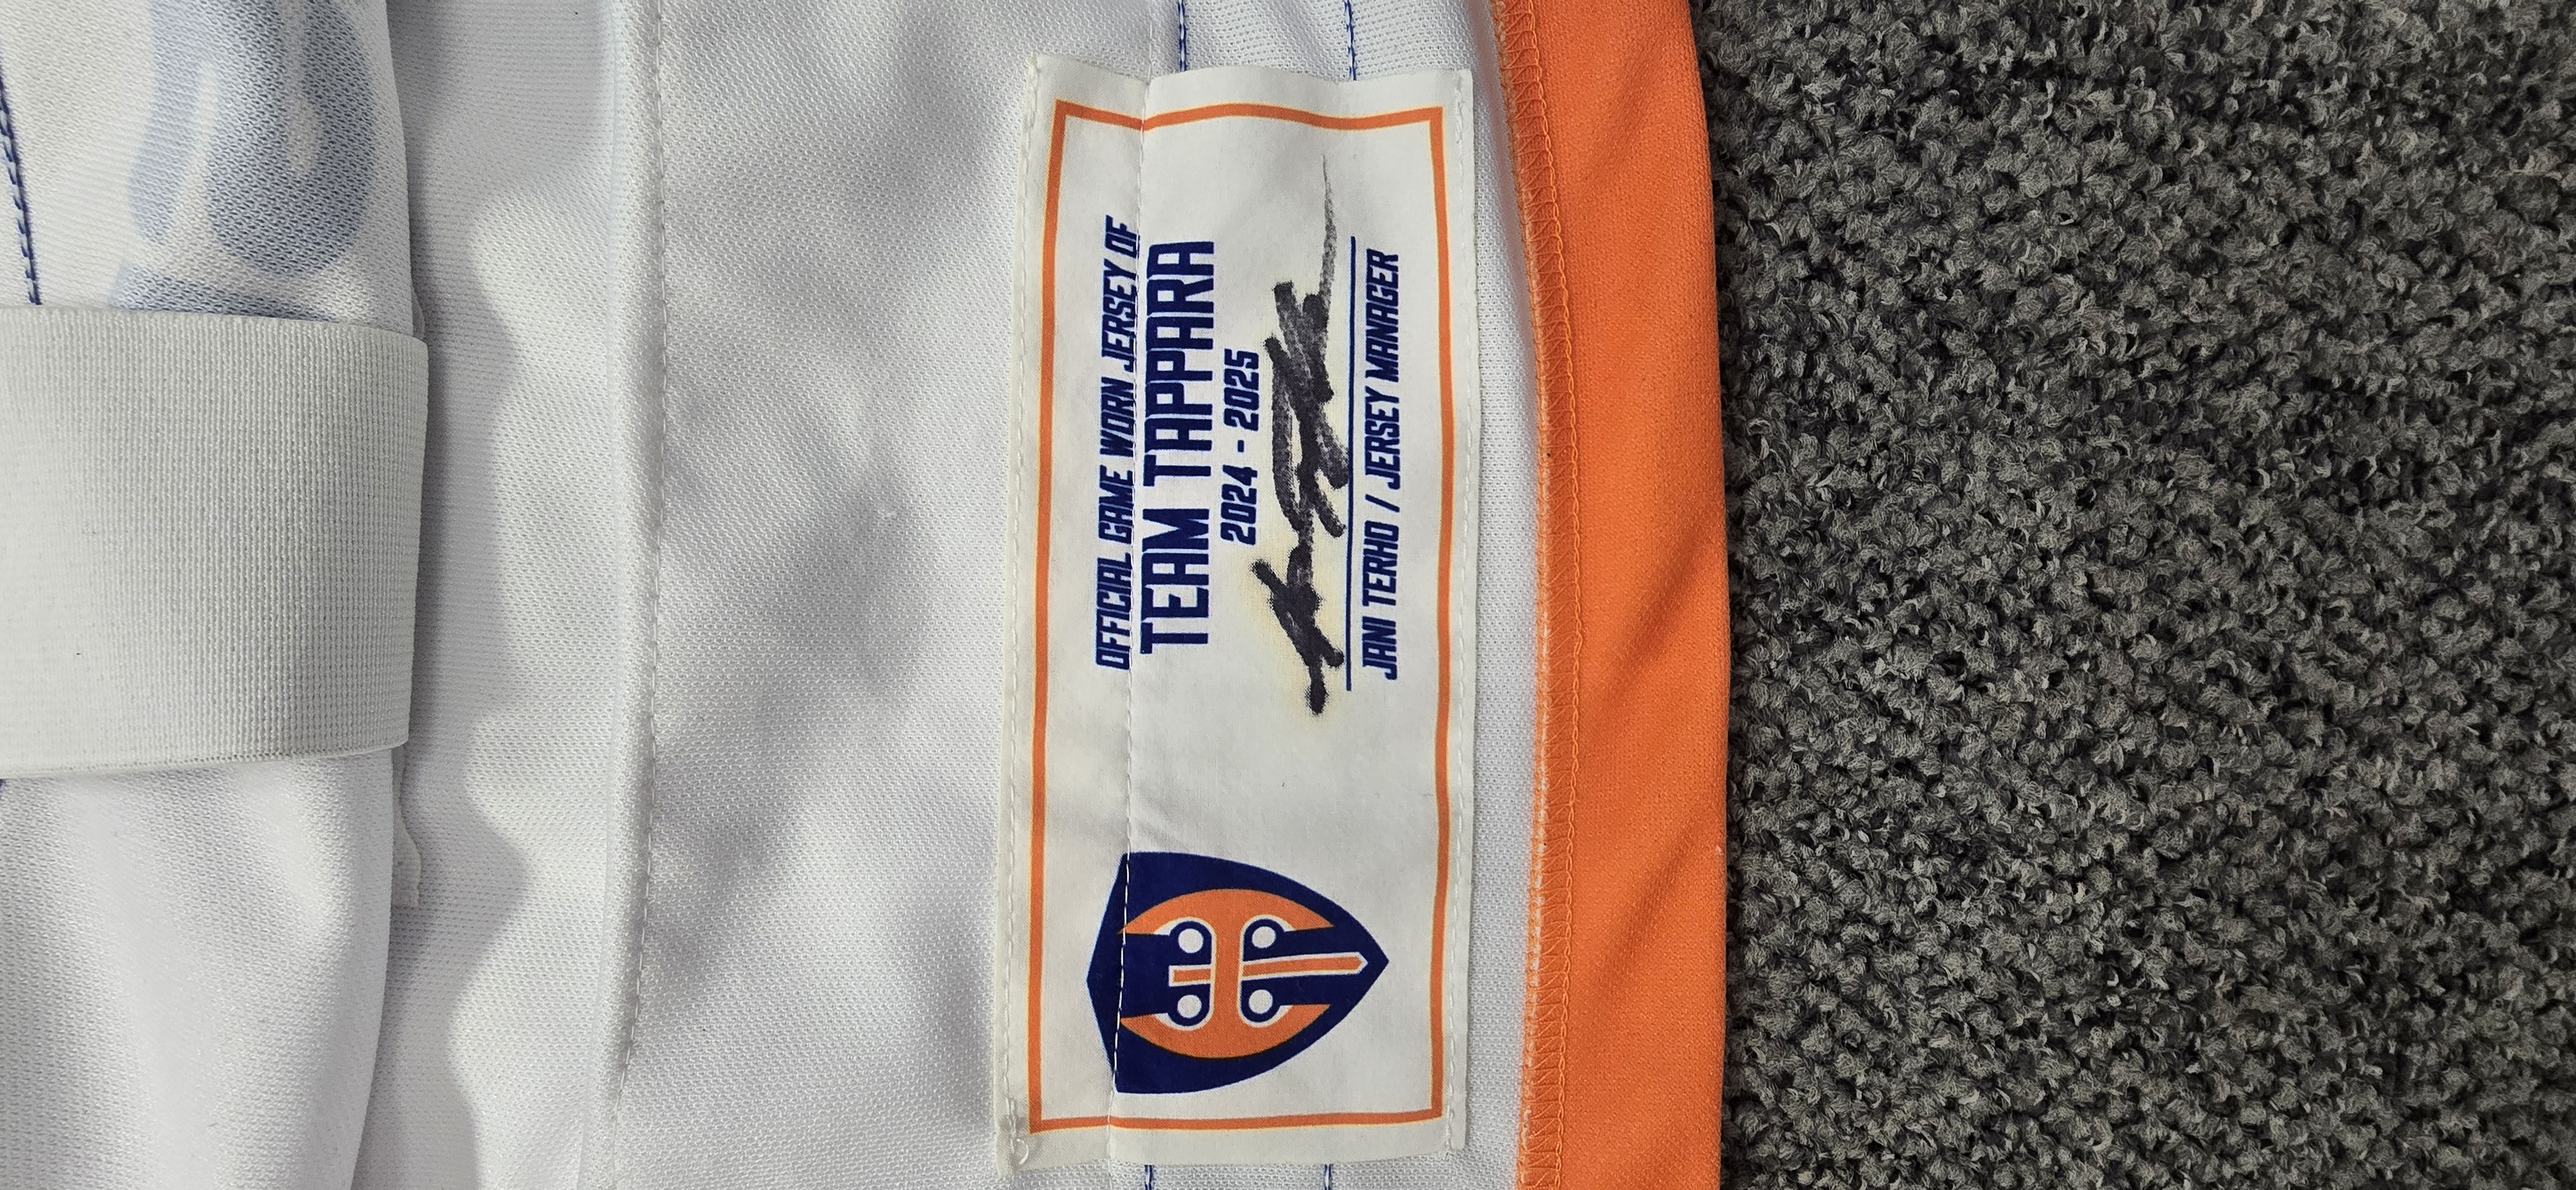 OFFICIAL GAME WORN JERSEY OF
TEAM TAPPARA
2024 - 2025
JANI TERHO / JERSEY MANAGER